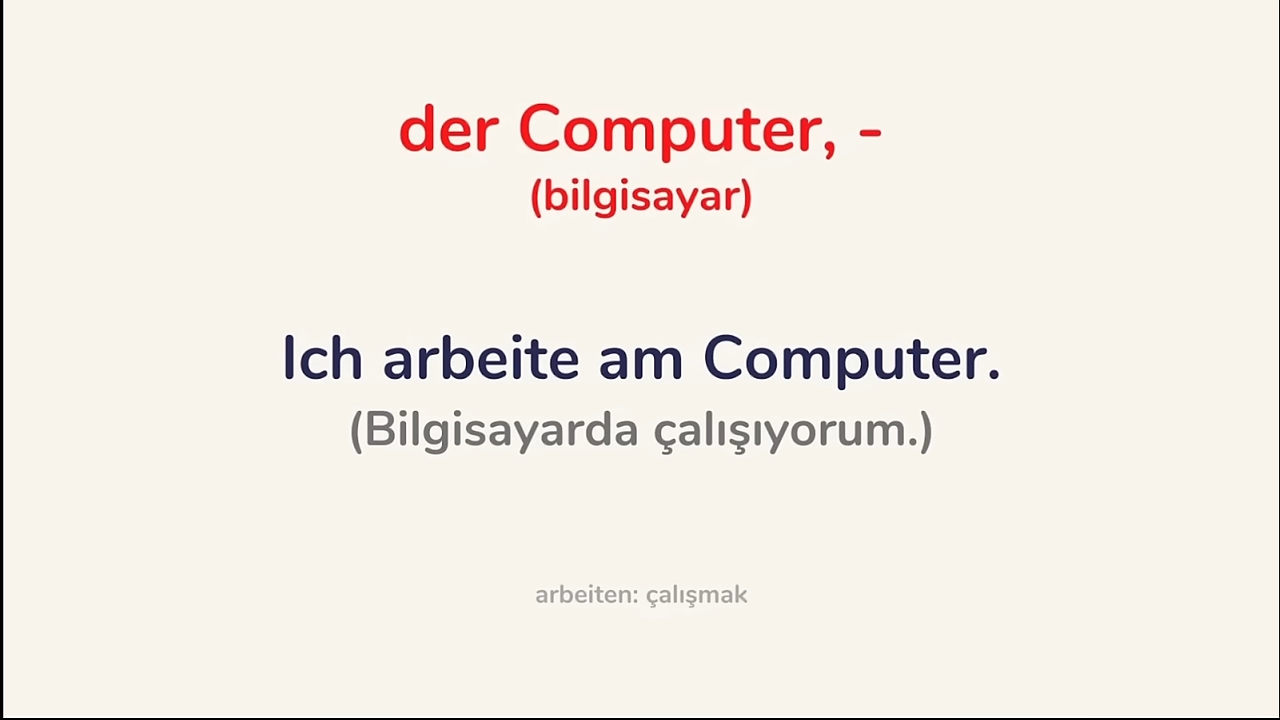 der Computer, -
(bilgisayar)
Ich arbeite am Computer.
(Bilgisayarda çalışıyorum.)
arbeiten: çalışmak